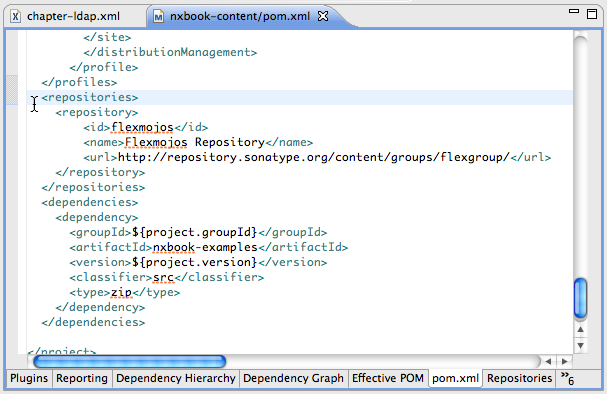 chapter-ldap.xml nxbook-content/pom.xml
</site>
</distributionManagement>
</profile>
</profiles>
<repositories>
<repository>
<id>flexmojos</id>
<name>Flexmojos Repository</name>
<url>http://repository.sonatype.org/content/groups/flexgroup/</url>
</repository>
</repositories>
<dependencies>
<dependency>
<groupId>${project.groupId}</groupId>
<artifactId>nxbook-examples</artifactId>
<version>${project.version}</version>
<classifier>src</classifier>
<type>zip</type>
</dependency>
</dependencies>
</project>
Plugins Reporting Dependency Hierarchy Dependency Graph Effective POM pom.xml Repositories »6